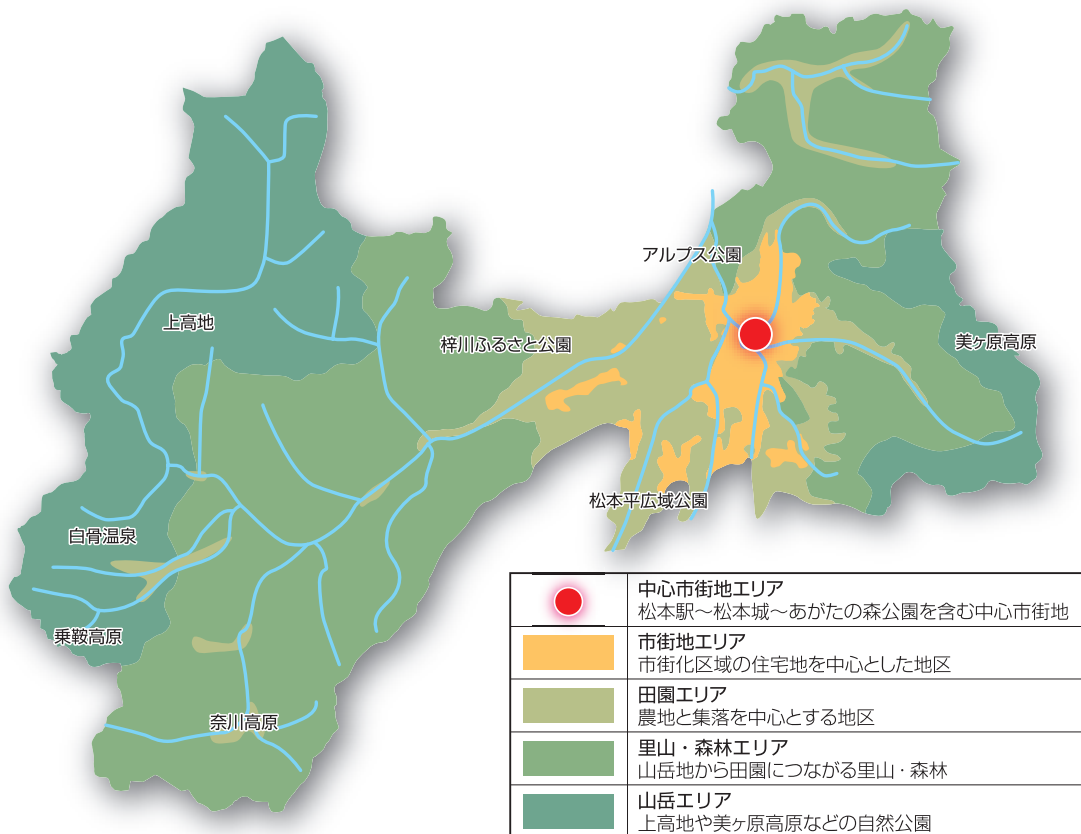 アルプス公園
上高地
梓川ふるさと公園
美ヶ原高原
松本平広域公園
白骨温泉
乗鞍高原
奈川高原
中心市街地エリア
松本駅～松本城～あがたの森公園を含む中心市街地
市街地エリア
市街化区域の住宅地を中心とした地区
田園エリア
農地と集落を中心とする地区
里山・森林エリア
山岳地から田園につながる里山・森林
山岳エリア
上高地や美ヶ原高原などの自然公園